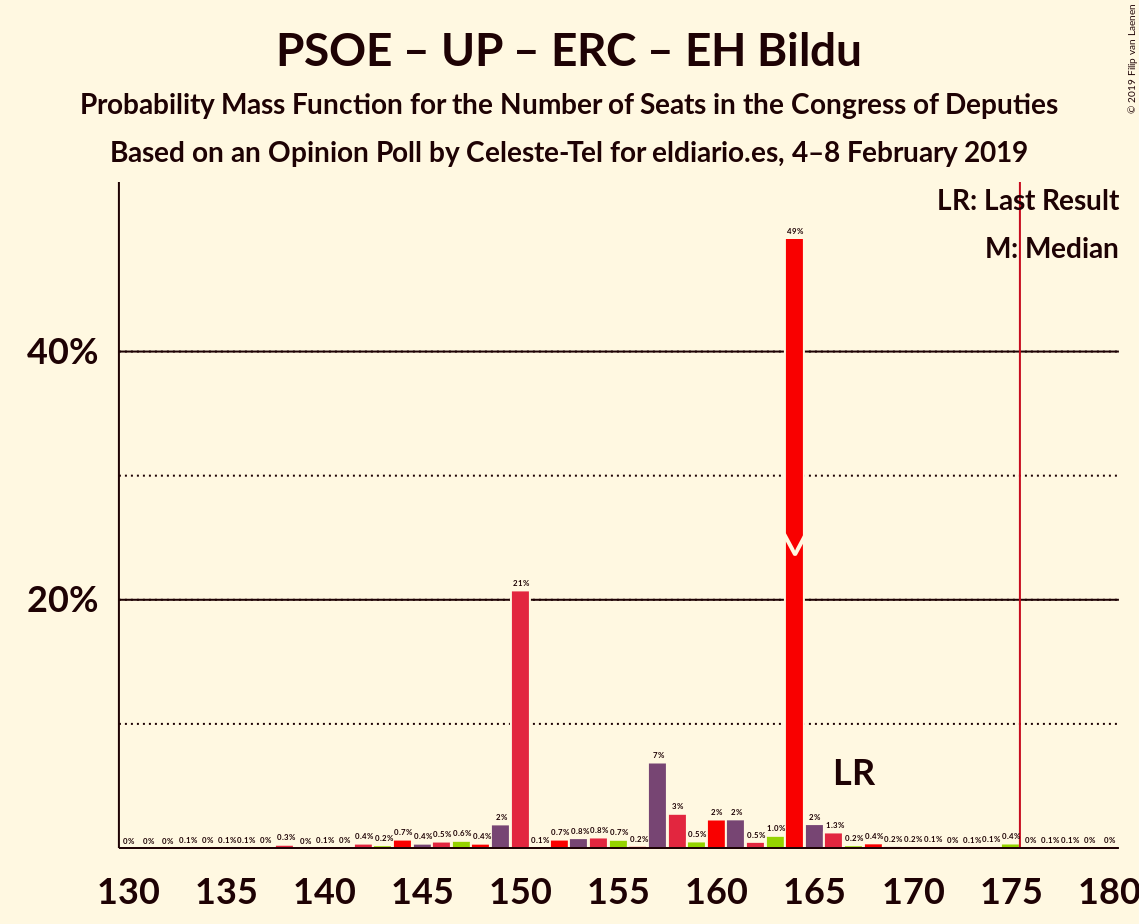 PSOE – UP – ERC – EH Bildu
Probability Mass Function for the Number of Seats in the Congress of Deputies
Based on an Opinion Poll by Celeste-Tel for eldiario.es, 4–8 February 2019
© 2019 Filip van Laenen
LR: Last Result
M: Median
49%
40%
21%
20%
7%
LR
3%
2% 2% 2% 2%
0% 0% 0% 0.1% 0% 0.1% 0.1% 0% 0.3% 0% 0.1% 0% 0.4% 0.2% 0.7% 0.4% 0.5% 0.6% 0.4% 0.1% 0.7% 0.8% 0.8% 0.7% 0.2% 0.5% 0.5% 1.0% 1.3% 0.2% 0.4% 0.2% 0.2% 0.1% 0% 0.1% 0.1% 0.4% 0% 0.1% 0.1% 0% 0%
130 135 140 145 150 155 160 165 170 175 180